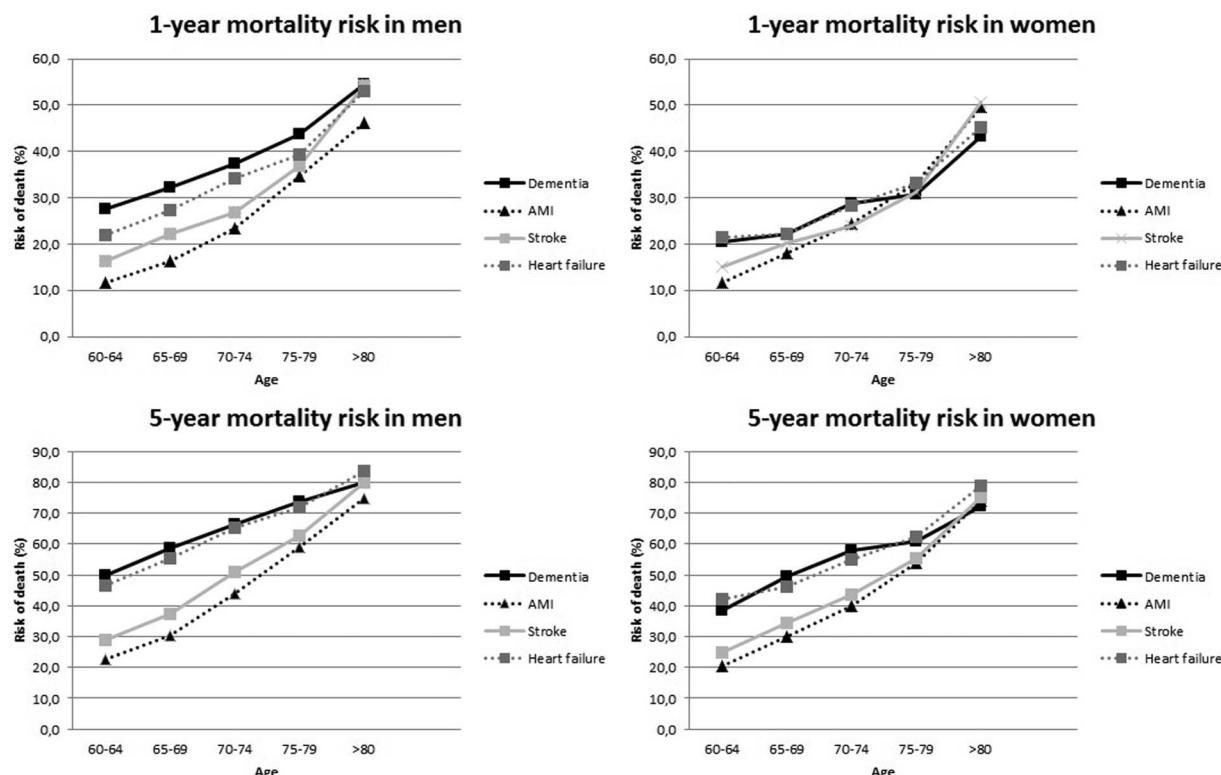 1-year mortality risk in men
60,0
50,0
40,0
30,0
20,0
10,0
0,0
Risk of death (%)
60-64 65-69 70-74 75-79 >80
Age
Dementia
AMI
Stroke
Heart failure
1-year mortality risk in women
60,0
50,0
40,0
30,0
20,0
10,0
0,0
Risk of death (%)
60-64 65-69 70-74 75-79 >80
Age
Dementia
AMI
Stroke
Heart failure
5-year mortality risk in men
90,0
80,0
70,0
60,0
50,0
40,0
30,0
20,0
10,0
0,0
Risk of death (%)
60-64 65-69 70-74 75-79 >80
Age
Dementia
AMI
Stroke
Heart failure
5-year mortality risk in women
90,0
80,0
70,0
60,0
50,0
40,0
30,0
20,0
10,0
0,0
Risk of death (%)
60-64 65-69 70-74 75-79 >80
Age
Dementia
AMI
Stroke
Heart failure